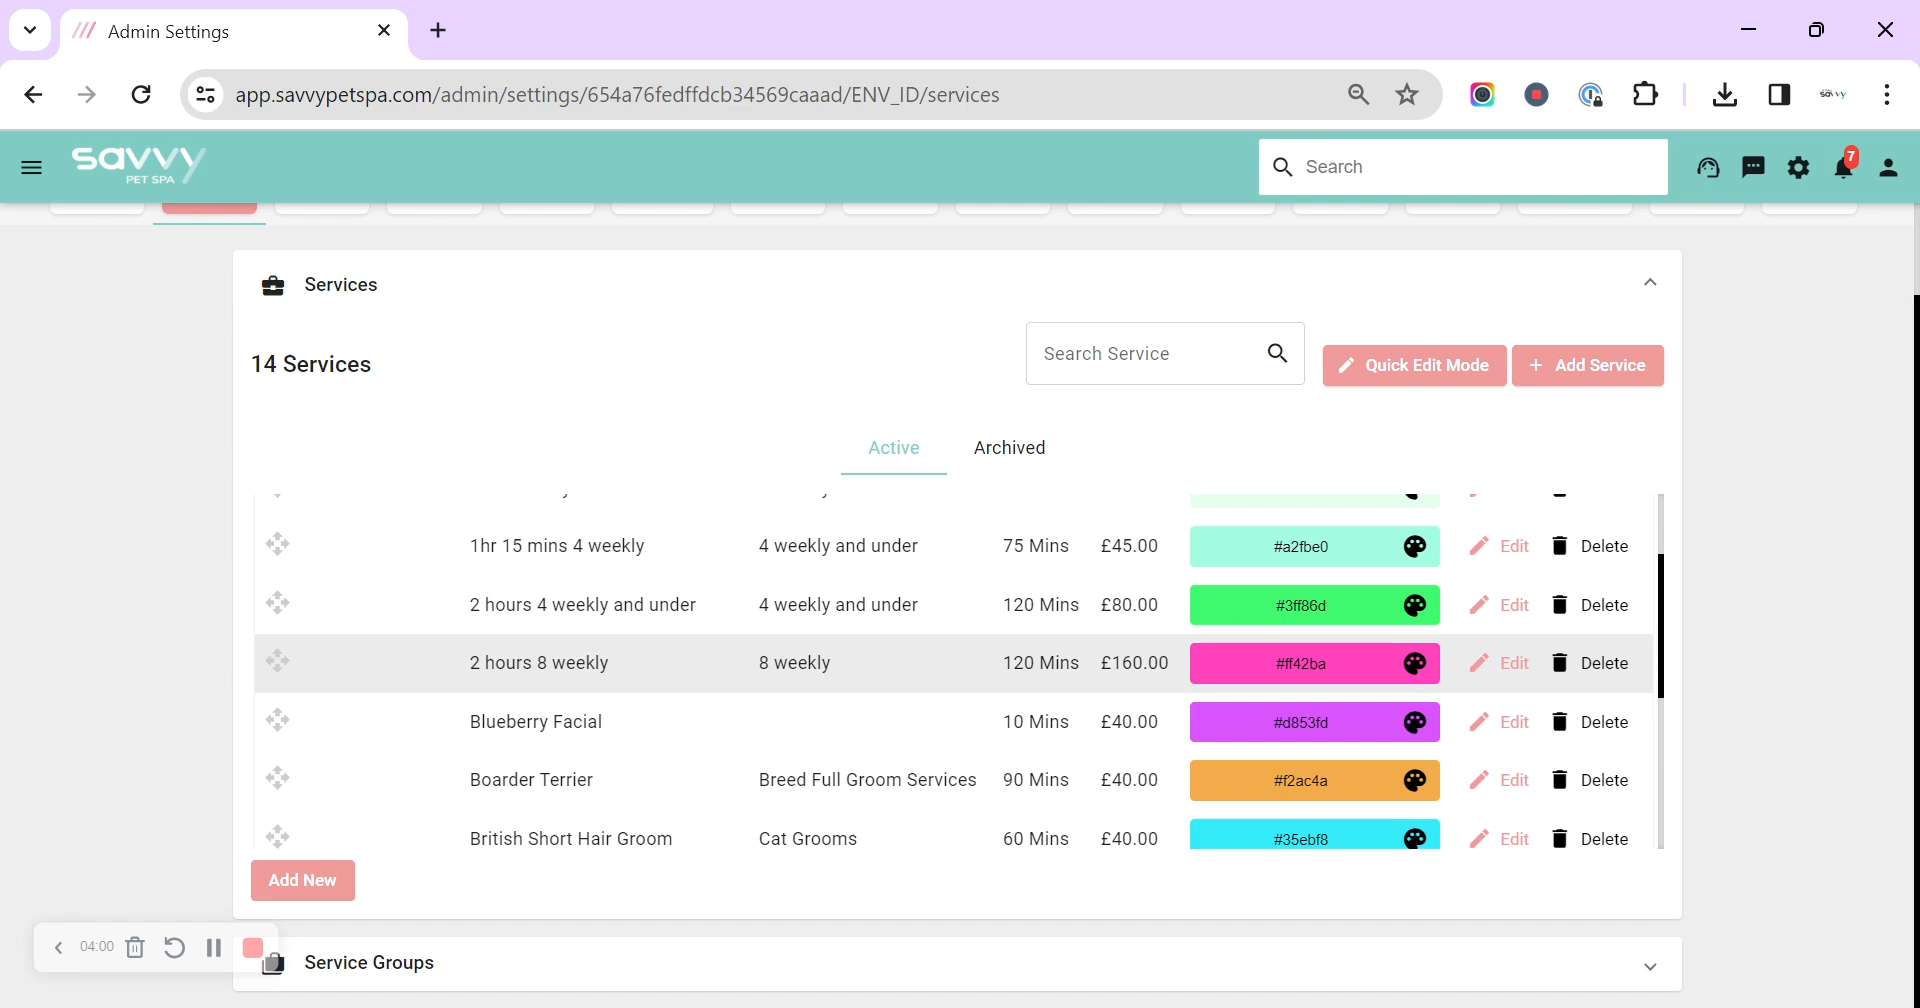 Admin Settings
app.savvypetspa.com/admin/settings/654a76fedffdcb34569caaad/ENV_ID/services
savvy
savvy
PET SPA
Search
7
Services
14 Services
Search Service
Quick Edit Mode
Add Service
Active
Archived
1hr 15 mins 4 weekly 4 weekly and under 75 Mins £45.00 #a2fbe0 Edit Delete
2 hours 4 weekly and under 4 weekly and under 120 Mins £80.00 #3ff86d Edit Delete
2 hours 8 weekly 8 weekly 120 Mins £160.00 #ff42ba Edit Delete
Blueberry Facial 10 Mins £40.00 #d853fd Edit Delete
Boarder Terrier Breed Full Groom Services 90 Mins £40.00 #f2ac4a Edit Delete
British Short Hair Groom Cat Grooms 60 Mins £40.00 #35ebf8 Edit Delete
Add New
04:00
Service Groups